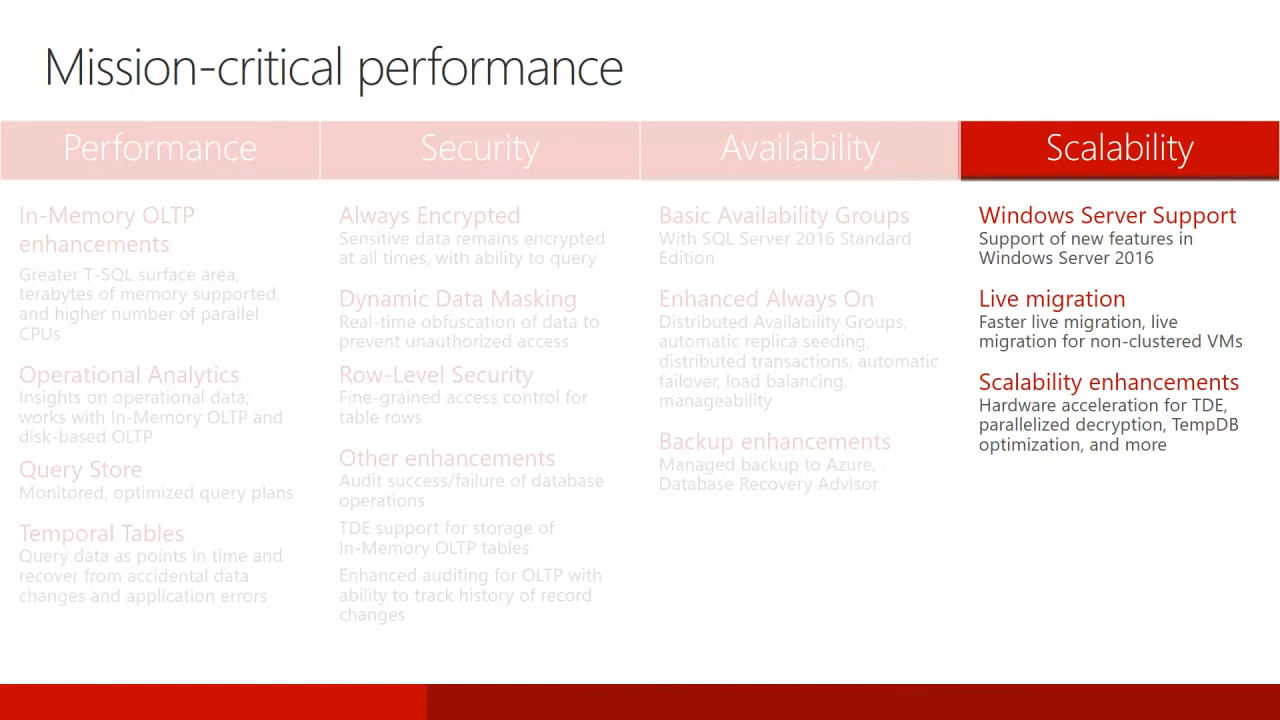 Mission-critical performance
Performance
Security
Availability
Scalability
In-Memory OLTP
enhancements
Greater T-SQL surface area,
terabytes of memory supported,
and higher number of parallel
CPUs
Operational Analytics
Insights on operational data;
works with In-Memory OLTP and
disk-based OLTP
Query Store
Monitored, optimized query plans
Temporal Tables
Query data as points in time and
recover from accidental data
changes and application errors
Always Encrypted
Sensitive data remains encrypted
at all times, with ability to query
Dynamic Data Masking
Real-time obfuscation of data to
prevent unauthorized access
Row-Level Security
Fine-grained access control for
table rows
Other enhancements
Audit success/failure of database
operations
TDE support for storage of
In-Memory OLTP tables
Enhanced auditing for OLTP with
ability to track history of record
changes
Basic Availability Groups
With SQL Server 2016 Standard
Edition
Enhanced Always On
Distributed Availability Groups,
automatic replica seeding,
distributed transactions, automatic
failover, load balancing,
manageability
Backup enhancements
Managed backup to Azure,
Database Recovery Advisor
Windows Server Support
Support of new features in
Windows Server 2016
Live migration
Faster live migration, live
migration for non-clustered VMs
Scalability enhancements
Hardware acceleration for TDE,
parallelized decryption, TempDB
optimization, and more